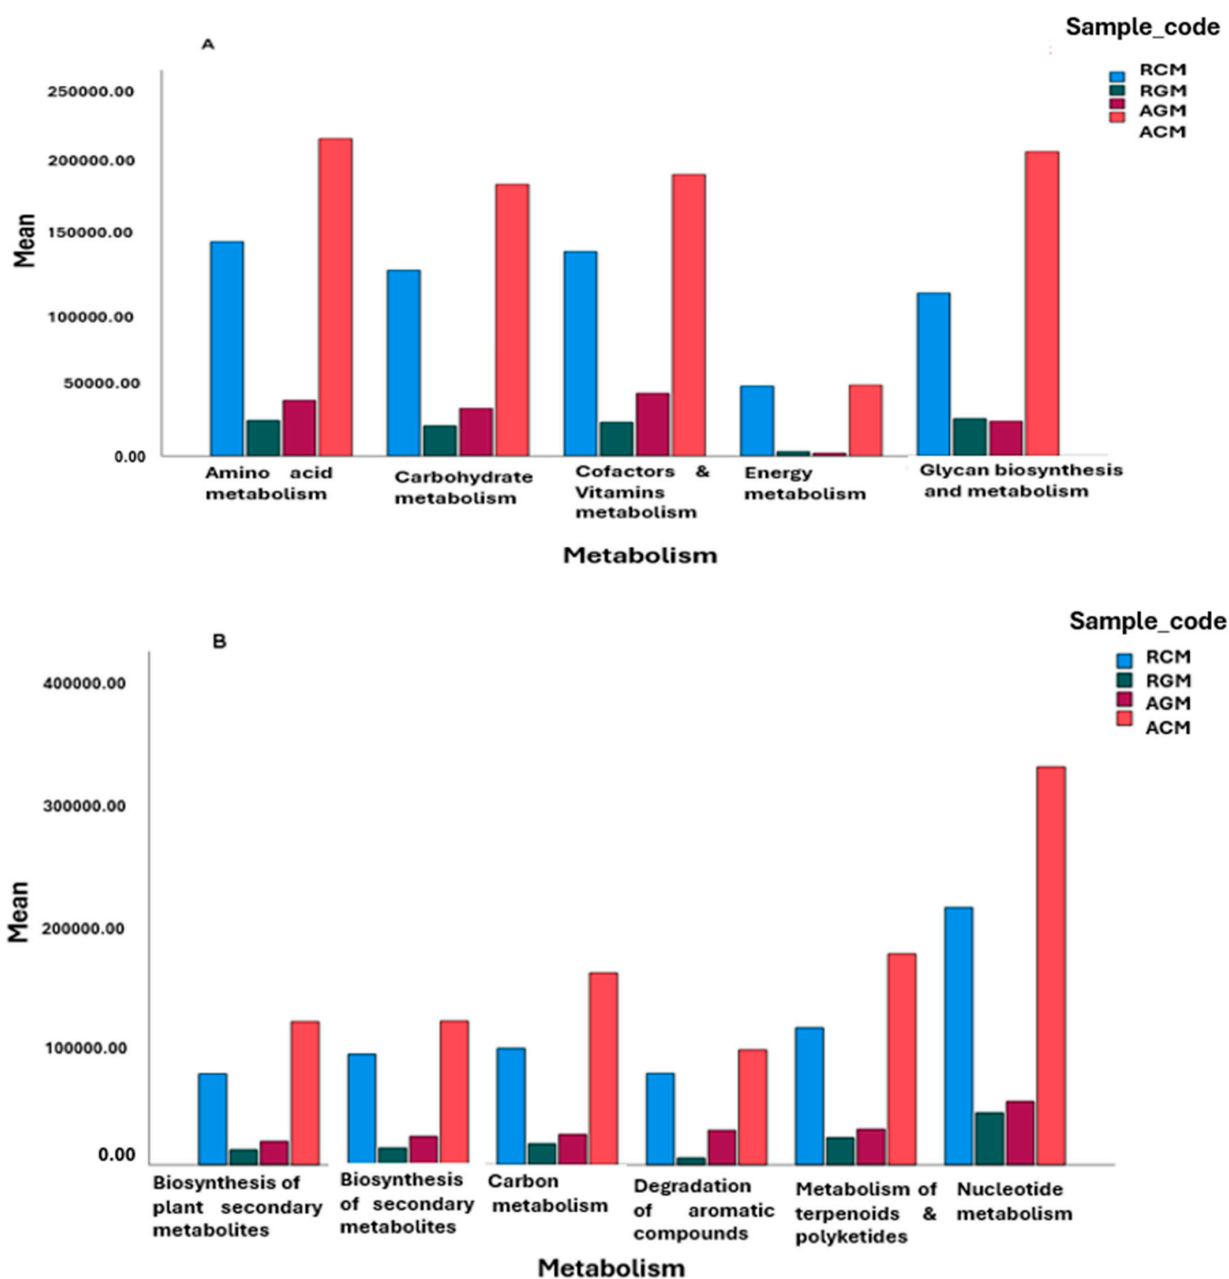 A
Sample_code
RCM
RGM
AGM
ACM
250000.00
200000.00
150000.00
100000.00
50000.00
0.00
Mean
Amino acid
metabolism
Carbohydrate
metabolism
Cofactors &
Vitamins
metabolism
Energy
metabolism
Glycan biosynthesis
and metabolism
Metabolism
B
Sample_code
RCM
RGM
AGM
ACM
400000.00
300000.00
200000.00
100000.00
0.00
Mean
Biosynthesis of
plant secondary
metabolites
Biosynthesis
of secondary
metabolites
Carbon
metabolism
Degradation
of aromatic
compounds
Metabolism of
terpenoids &
polyketides
Nucleotide
metabolism
Metabolism